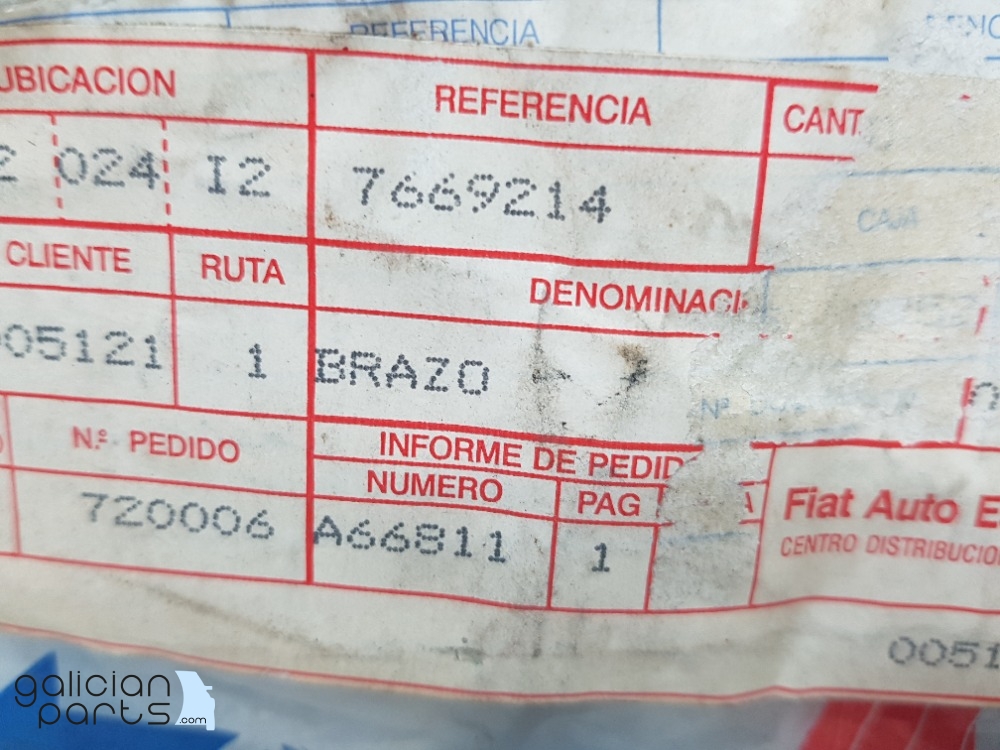 REFERENCIA
UBICACION REFERENCIA CANT
2 024 I2 7669214
CAJA
CLIENTE RUTA DENOMINACI
05121 1 BRAZO
Nº
N.º PEDIDO INFORME DE PEDID
NUMERO PAG
720006 A66811 1
Fiat Auto E
CENTRO DISTRIBUCIO
0051
galician
parts.com